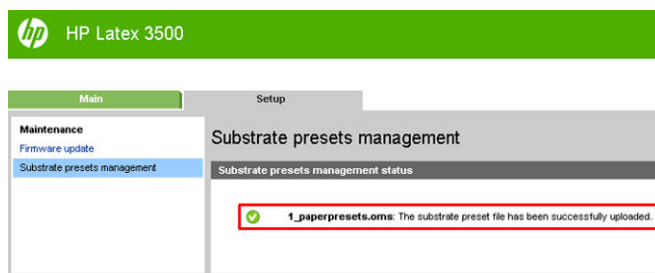 hp HP Latex 3500
Main Setup
Maintenance
Firmware update
Substrate presets management
Substrate presets management
Substrate presets management status
1_paperpresets.oms: The substrate preset file has been successfully uploaded.